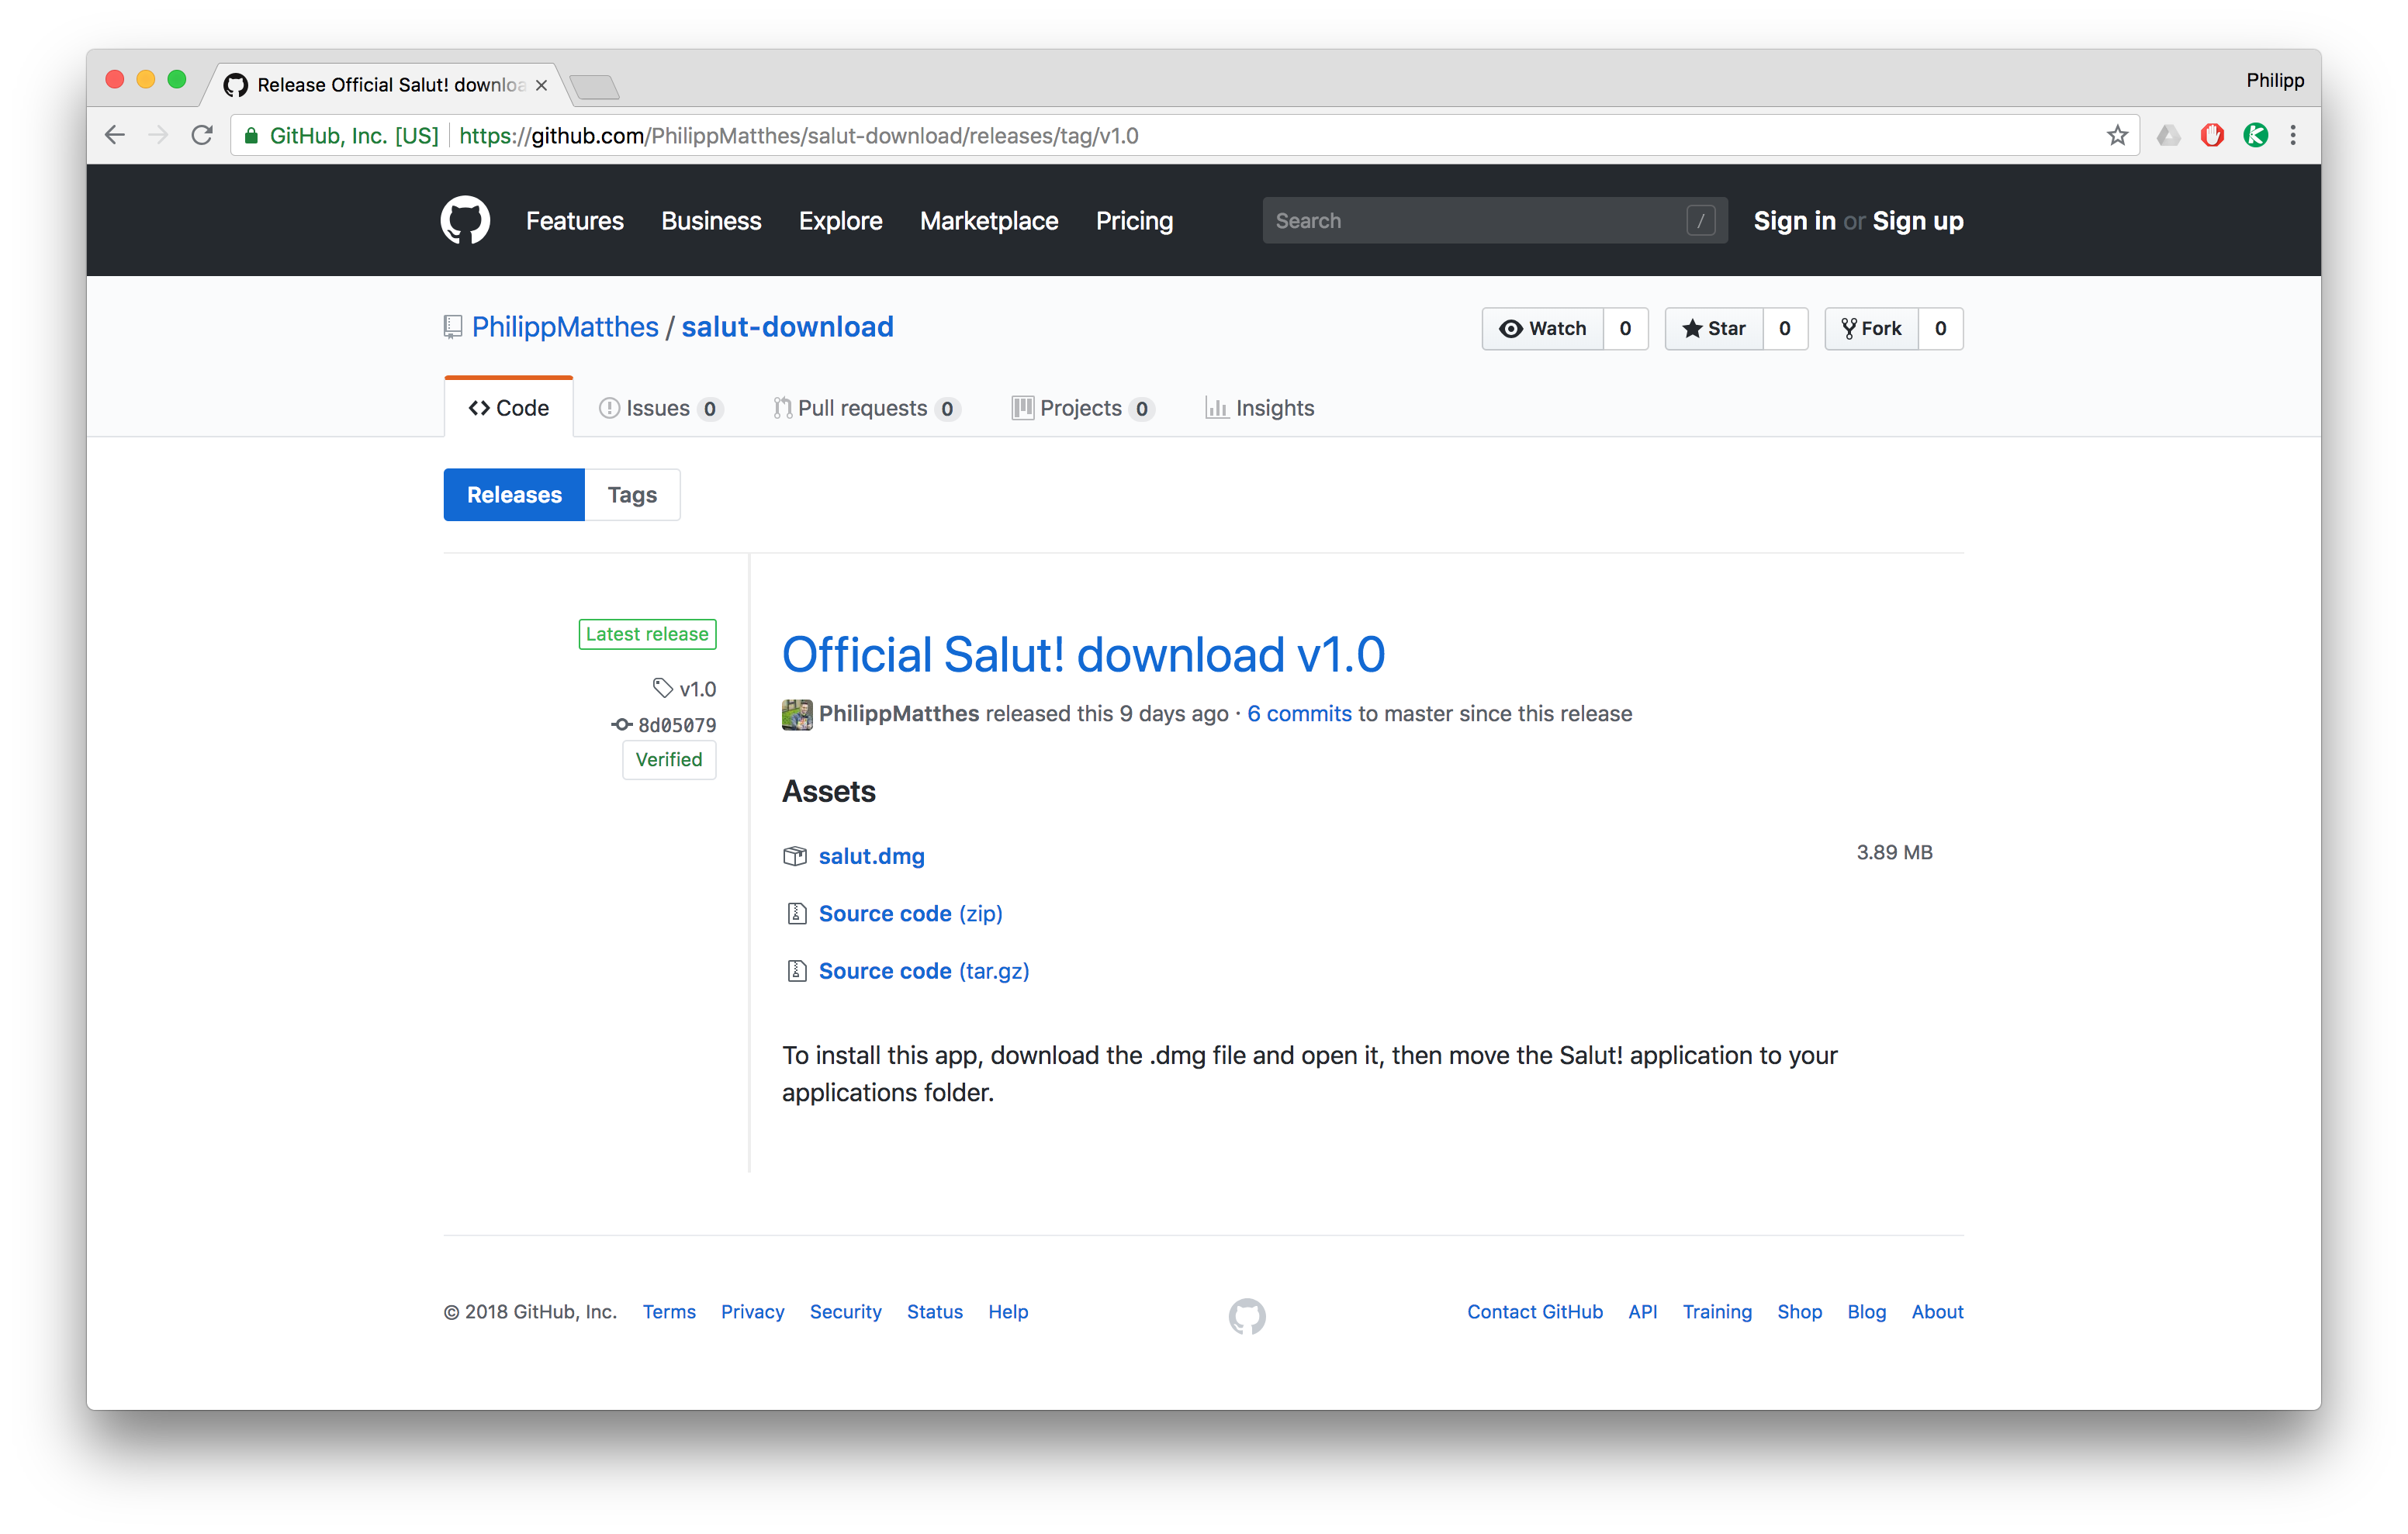 Release Official Salut! downloa
Philipp
GitHub, Inc. [US] https://github.com/PhilippMatthes/salut-download/releases/tag/v1.0
Features Business Explore Marketplace Pricing Search / Sign in or Sign up
PhilippMatthes / salut-download Watch 0 Star 0 Fork 0
Code Issues 0 Pull requests 0 Projects 0 Insights
Releases Tags
Latest release
v1.0
8d05079
Verified
Official Salut! download v1.0
PhilippMatthes released this 9 days ago · 6 commits to master since this release
Assets
salut.dmg 3.89 MB
Source code (zip)
Source code (tar.gz)
To install this app, download the .dmg file and open it, then move the Salut! application to your
applications folder.
© 2018 GitHub, Inc. Terms Privacy Security Status Help Contact GitHub API Training Shop Blog About